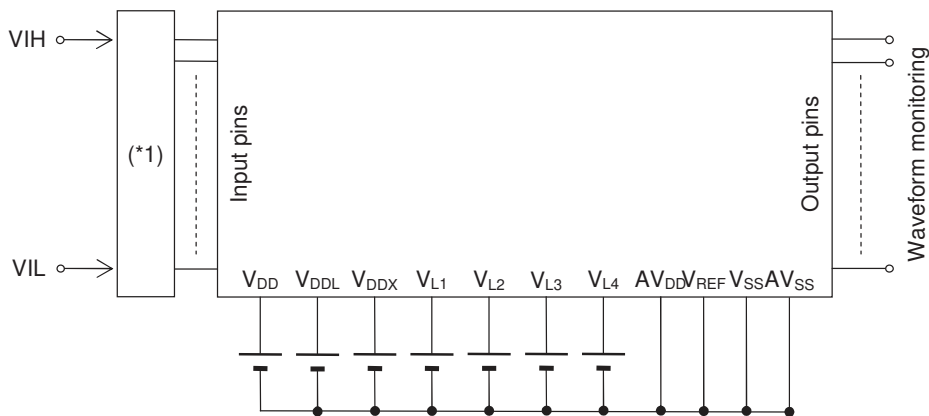 VIH
(*1)
VIL
Input pins
Output pins
Waveform monitoring
VDD VDDL VDDX VL1 VL2 VL3 VL4 AVDD VREF VSS AVSS